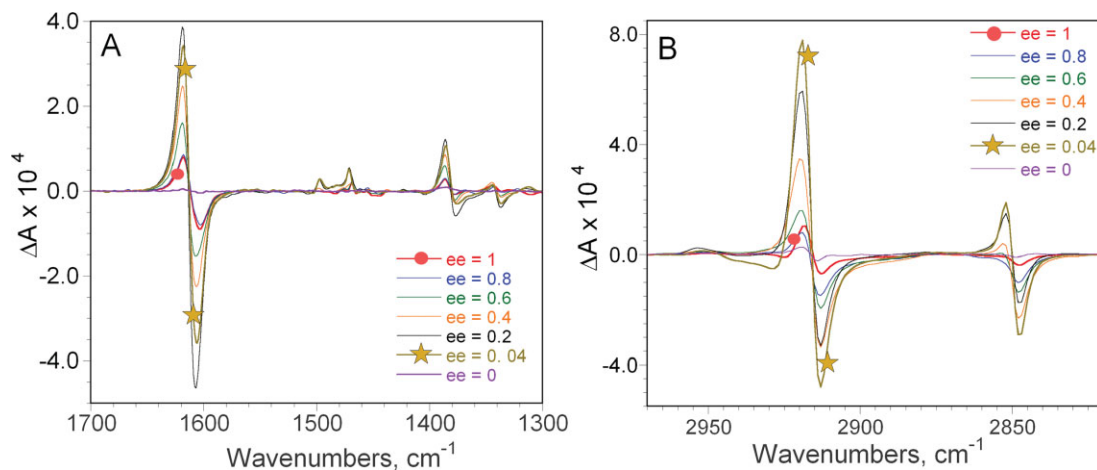 A
4.0
2.0
0.0
-2.0
-4.0
ΔA x 10⁴
ee = 1
ee = 0.8
ee = 0.6
ee = 0.4
ee = 0.2
ee = 0. 04
ee = 0
1700
1600
1500
1400
1300
Wavenumbers, cm⁻¹
B
8.0
4.0
0.0
-4.0
ΔA x 10⁴
ee = 1
ee = 0.8
ee = 0.6
ee = 0.4
ee = 0.2
ee = 0.04
ee = 0
2950
2900
2850
Wavenumbers, cm⁻¹